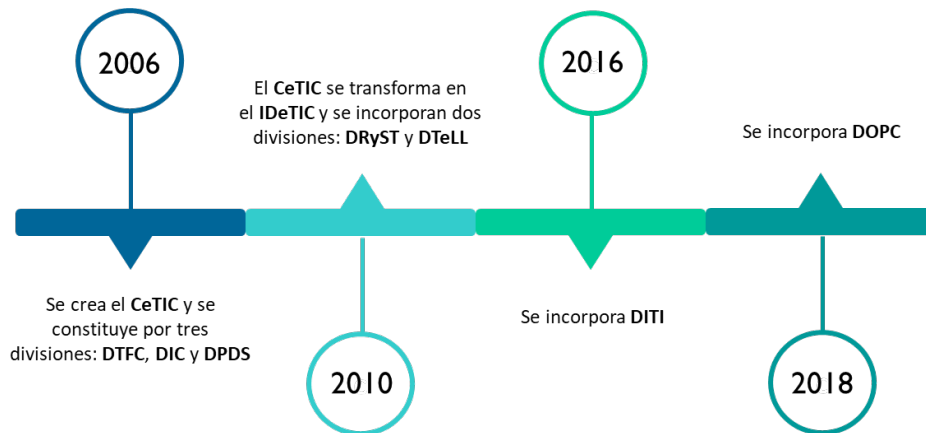 2006
Se crea el CeTIC y se
constituye por tres
divisiones: DTFC, DIC y DPDS
El CeTIC se transforma en
el IDeTIC y se incorporan dos
divisiones: DRyST y DTeLL
2010
2016
Se incorpora DITI
Se incorpora DOPC
2018